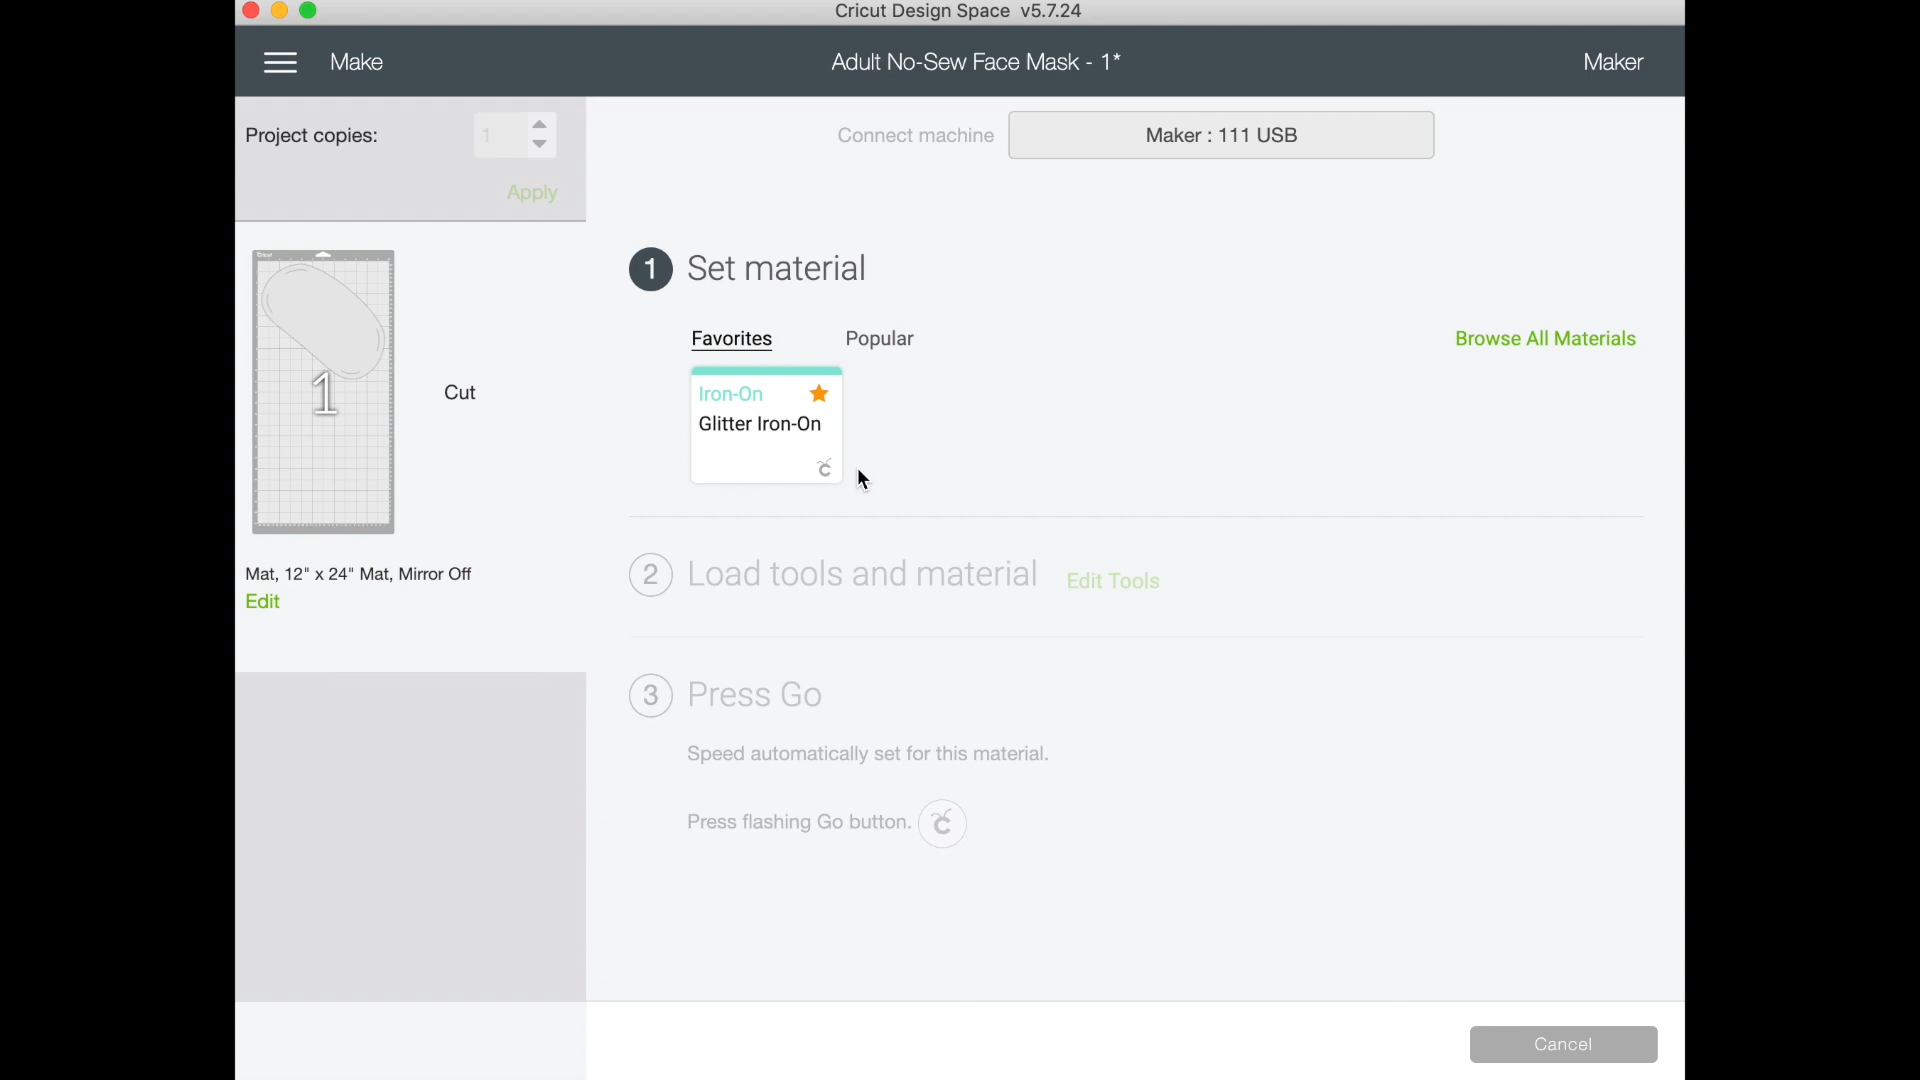 Cricut Design Space v5.7.24
Make
Adult No-Sew Face Mask - 1*
Maker
Project copies:
1
Apply
Connect machine
Maker : 111 USB
1
Cut
Mat, 12" x 24" Mat, Mirror Off
Edit
1 Set material
Favorites
Popular
Browse All Materials
Iron-On
Glitter Iron-On
2 Load tools and material
Edit Tools
3 Press Go
Speed automatically set for this material.
Press flashing Go button.
Cancel